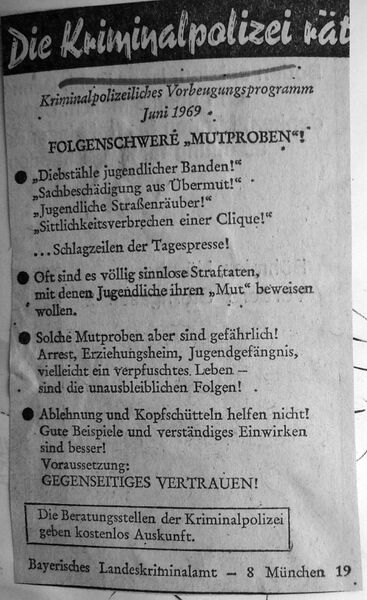 Die Kriminalpolizei rät
Kriminalpolizeiliches Vorbeugungsprogramm
Juni 1969
FOLGENSCHWERE „MUTPROBEN“!
● „Diebstähle jugendlicher Banden!“
„Sachbeschädigung aus Übermut!“
„Jugendliche Straßenräuber!“
„Sittlichkeitsverbrechen einer Clique!“
... Schlagzeilen der Tagespresse!
● Oft sind es völlig sinnlose Straftaten,
mit denen Jugendliche ihren „Mut“ beweisen
wollen.
● Solche Mutproben aber sind gefährlich!
Arrest, Erziehungsheim, Jugendgefängnis,
vielleicht ein verpfuschtes Leben –
sind die unausbleiblichen Folgen!
● Ablehnung und Kopfschütteln helfen nicht!
Gute Beispiele und verständiges Einwirken
sind besser!
Voraussetzung:
GEGENSEITIGES VERTRAUEN!
Die Beratungsstellen der Kriminalpolizei
geben kostenlos Auskunft.
Bayerisches Landeskriminalamt – 8 München 19